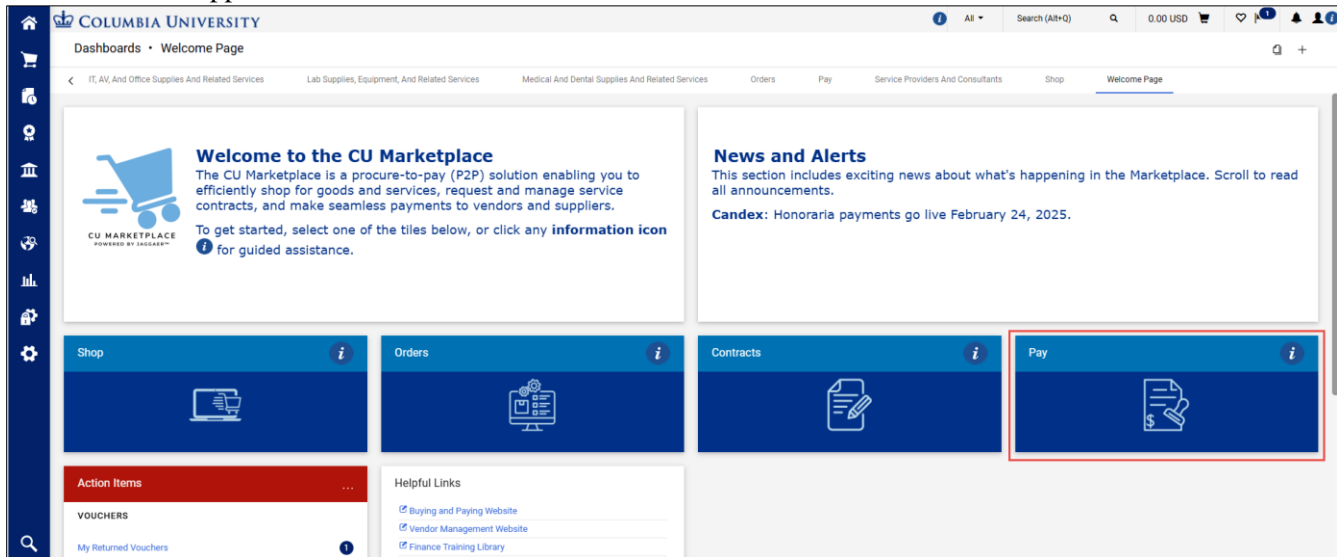 COLUMBIA UNIVERSITY
All
Search (Alt+Q)
0.00 USD
1
Dashboards • Welcome Page
IT, AV, And Office Supplies And Related Services
Lab Supplies, Equipment, And Related Services
Medical And Dental Supplies And Related Services
Orders
Pay
Service Providers And Consultants
Shop
Welcome Page
CU MARKETPLACE
POWERED BY JAGGAER™
Welcome to the CU Marketplace
The CU Marketplace is a procure-to-pay (P2P) solution enabling you to
efficiently shop for goods and services, request and manage service
contracts, and make seamless payments to vendors and suppliers.
To get started, select one of the tiles below, or click any information icon
i for guided assistance.
News and Alerts
This section includes exciting news about what's happening in the Marketplace. Scroll to read
all announcements.
Candex: Honoraria payments go live February 24, 2025.
Shop
i
Orders
i
Contracts
i
Pay
i
$
Action Items
...
VOUCHERS
My Returned Vouchers
1
Helpful Links
Buying and Paying Website
Vendor Management Website
Finance Training Library